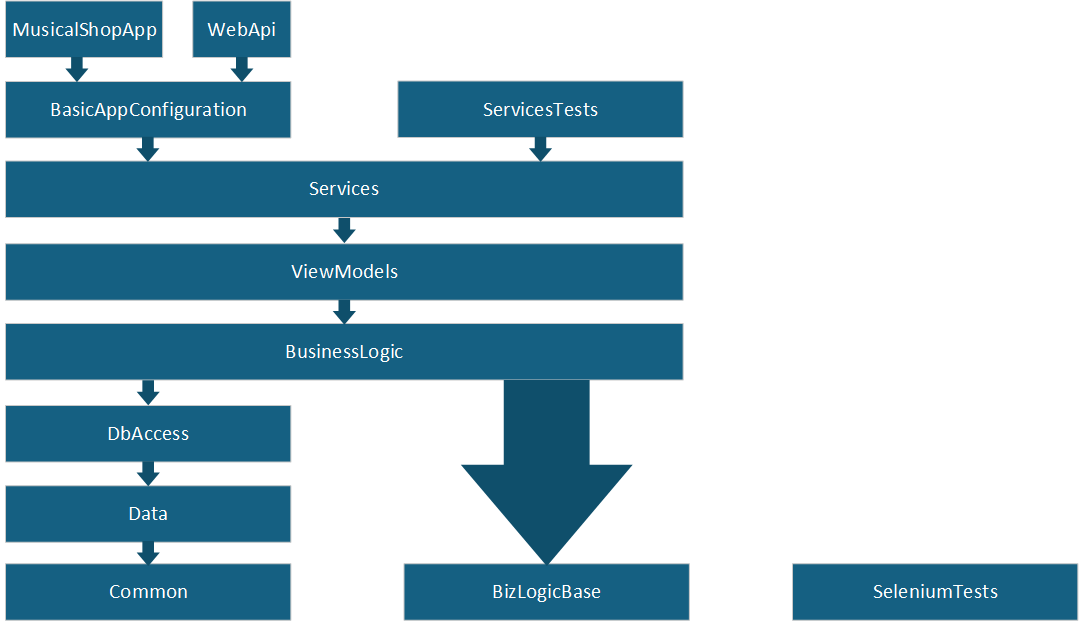 MusicalShopApp
WebApi
BasicAppConfiguration
ServicesTests
Services
ViewModels
BusinessLogic
DbAccess
Data
Common
BizLogicBase
SeleniumTests